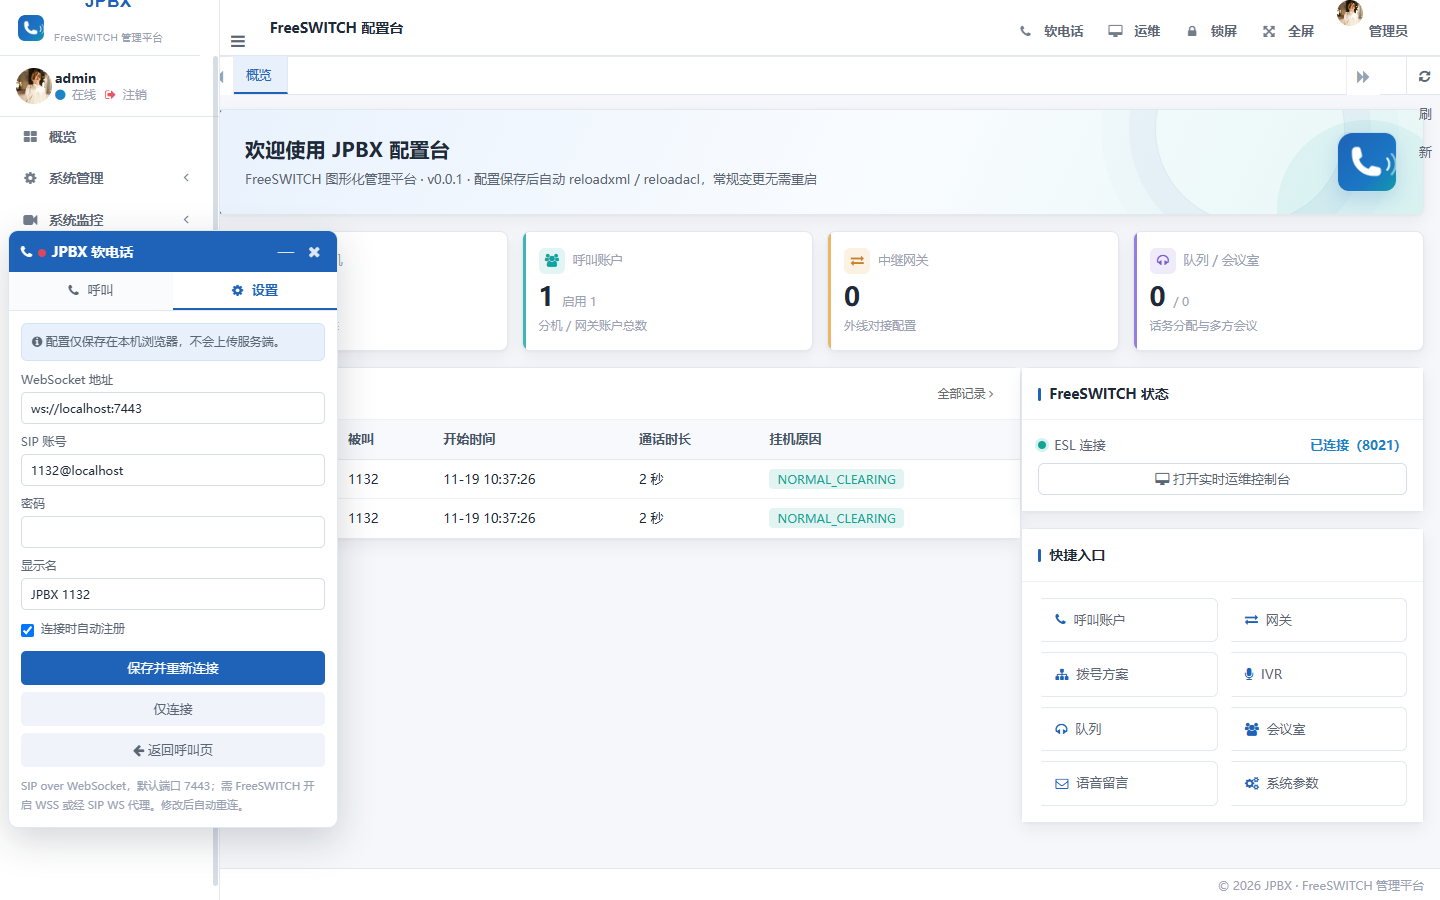 JPBX
FreeSWITCH 管理平台
FreeSWITCH 配置台
软电话
运维
锁屏
全屏
管理员
admin
在线
注销
概览
刷
新
概览
系统管理
系统监控
欢迎使用 JPBX 配置台
FreeSWITCH 图形化管理平台 · v0.0.1 · 配置保存后自动 reloadxml / reloadacl，常规变更无需重启
JPBX 软电话
呼叫
设置
配置仅保存在本机浏览器，不会上传服务端。
WebSocket 地址
ws://localhost:7443
SIP 账号
1132@localhost
密码
显示名
JPBX 1132
连接时自动注册
保存并重新连接
仅连接
返回呼叫页
SIP over WebSocket，默认端口 7443；需 FreeSWITCH 开
启 WSS 或经 SIP WS 代理。修改后自动重连。
呼叫账户
1 启用 1
分机 / 网关账户总数
中继网关
0
外线对接配置
队列 / 会议室
0 / 0
话务分配与多方会议
全部记录
被叫 开始时间 通话时长 挂机原因
1132 11-19 10:37:26 2 秒 NORMAL_CLEARING
1132 11-19 10:37:26 2 秒 NORMAL_CLEARING
FreeSWITCH 状态
ESL 连接 已连接（8021）
打开实时运维控制台
快捷入口
呼叫账户
网关
拨号方案
IVR
队列
会议室
语音留言
系统参数
© 2026 JPBX · FreeSWITCH 管理平台